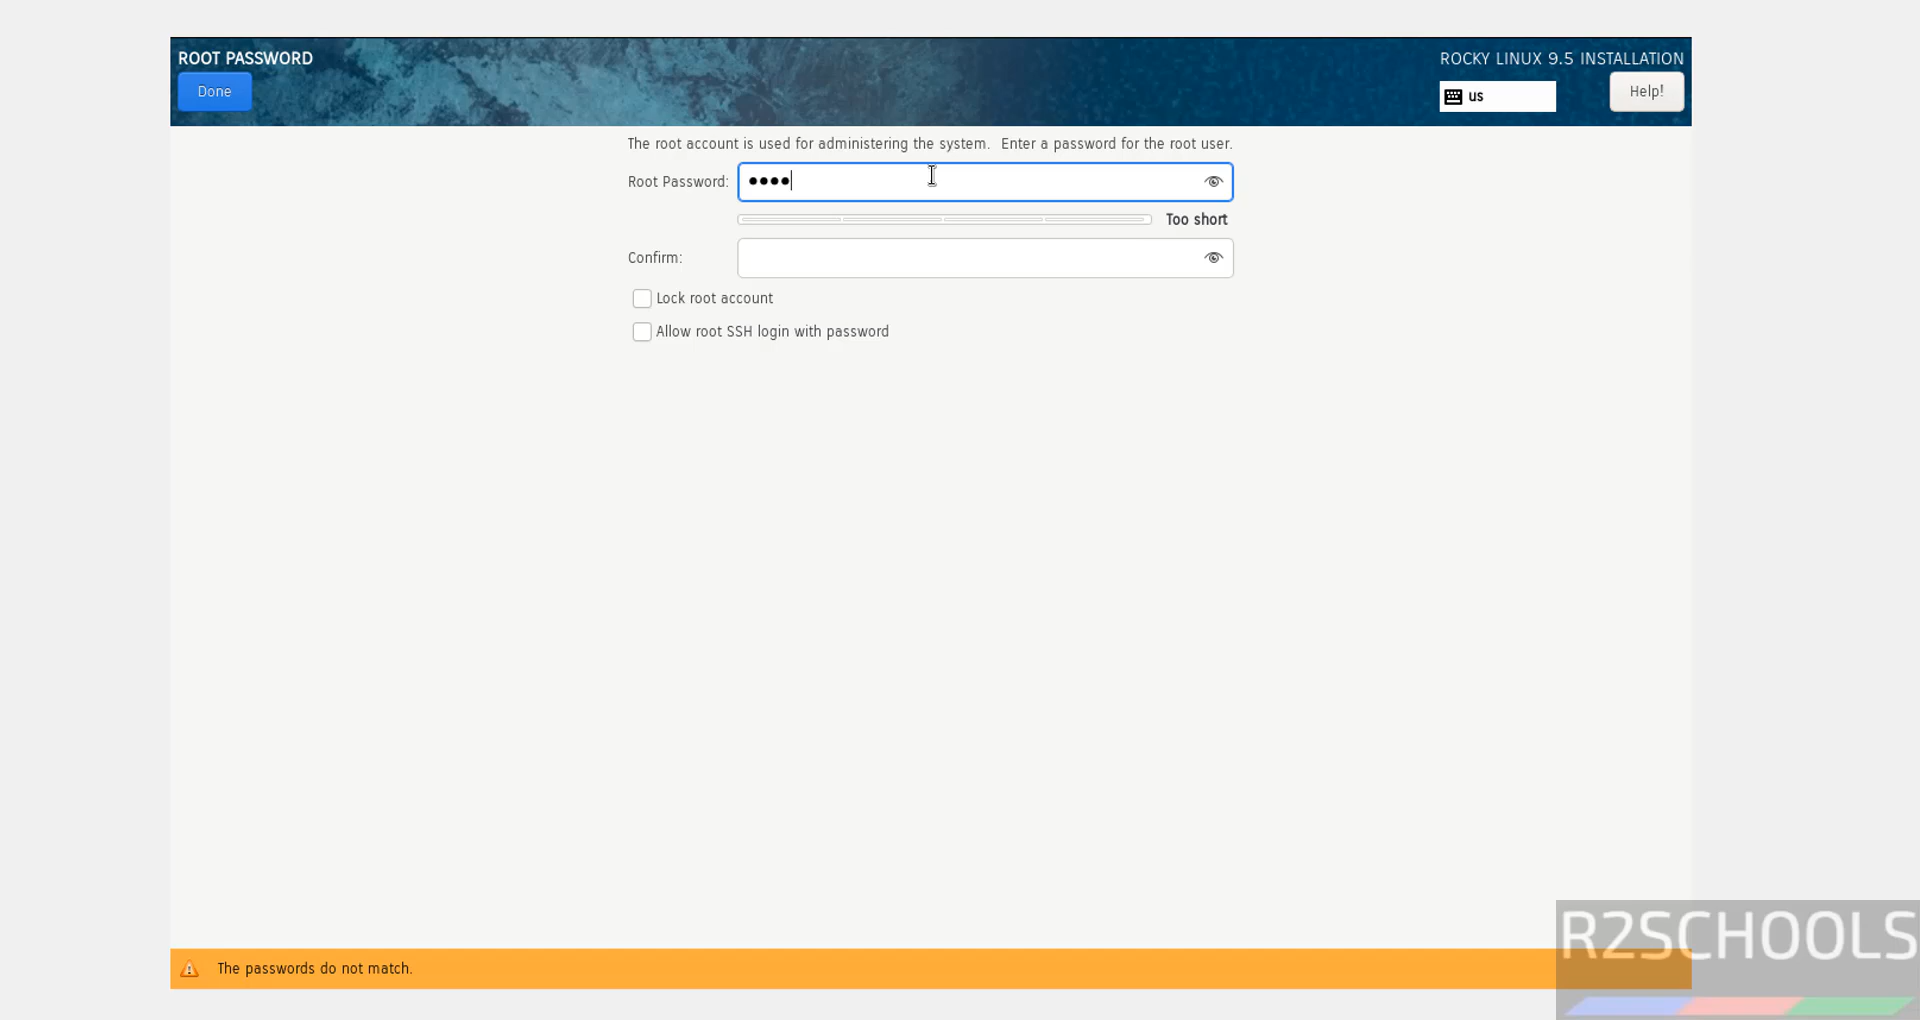 ROOT PASSWORD
ROCKY LINUX 9.5 INSTALLATION
Done
us
Help!
The root account is used for administering the system. Enter a password for the root user.
Root Password: ●●●●
Too short
Confirm:
Lock root account
Allow root SSH login with password
The passwords do not match.
R2SCHOOLS